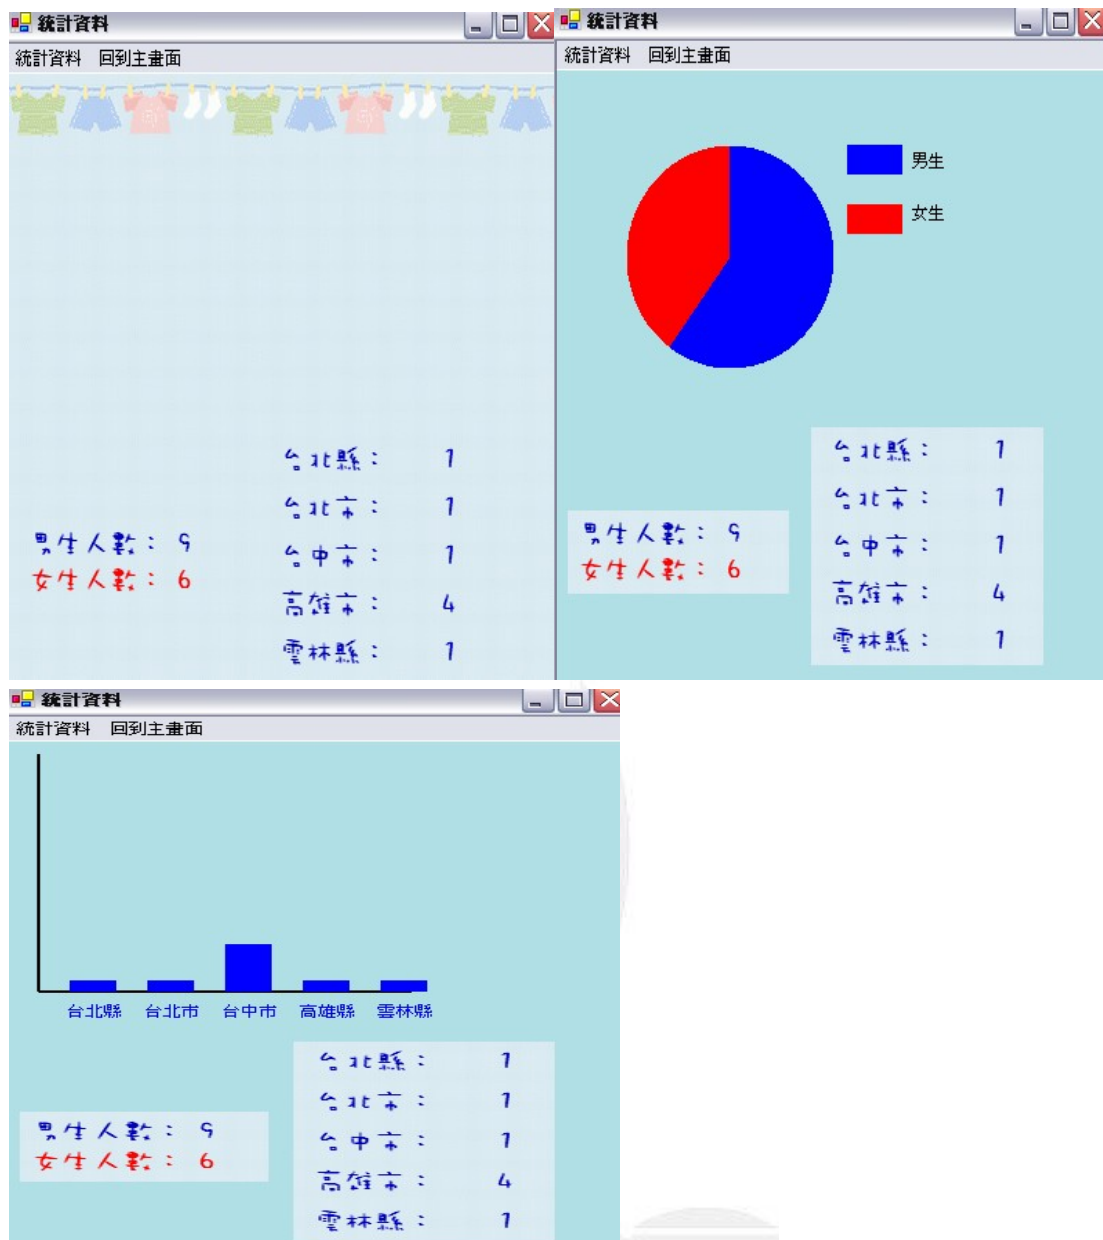 統計資料
統計資料 回到主畫面
台北縣： 1
台北市： 1
台中市： 1
高雄市： 4
雲林縣： 1
男生人數： 9
女生人數： 6
統計資料
統計資料 回到主畫面
男生
女生
台北縣： 1
台北市： 1
台中市： 1
高雄市： 4
雲林縣： 1
男生人數： 9
女生人數： 6
統計資料
統計資料 回到主畫面
台北縣 台北市 台中市 高雄縣 雲林縣
台北縣： 1
台北市： 1
台中市： 1
高雄市： 4
雲林縣： 1
男生人數： 9
女生人數： 6